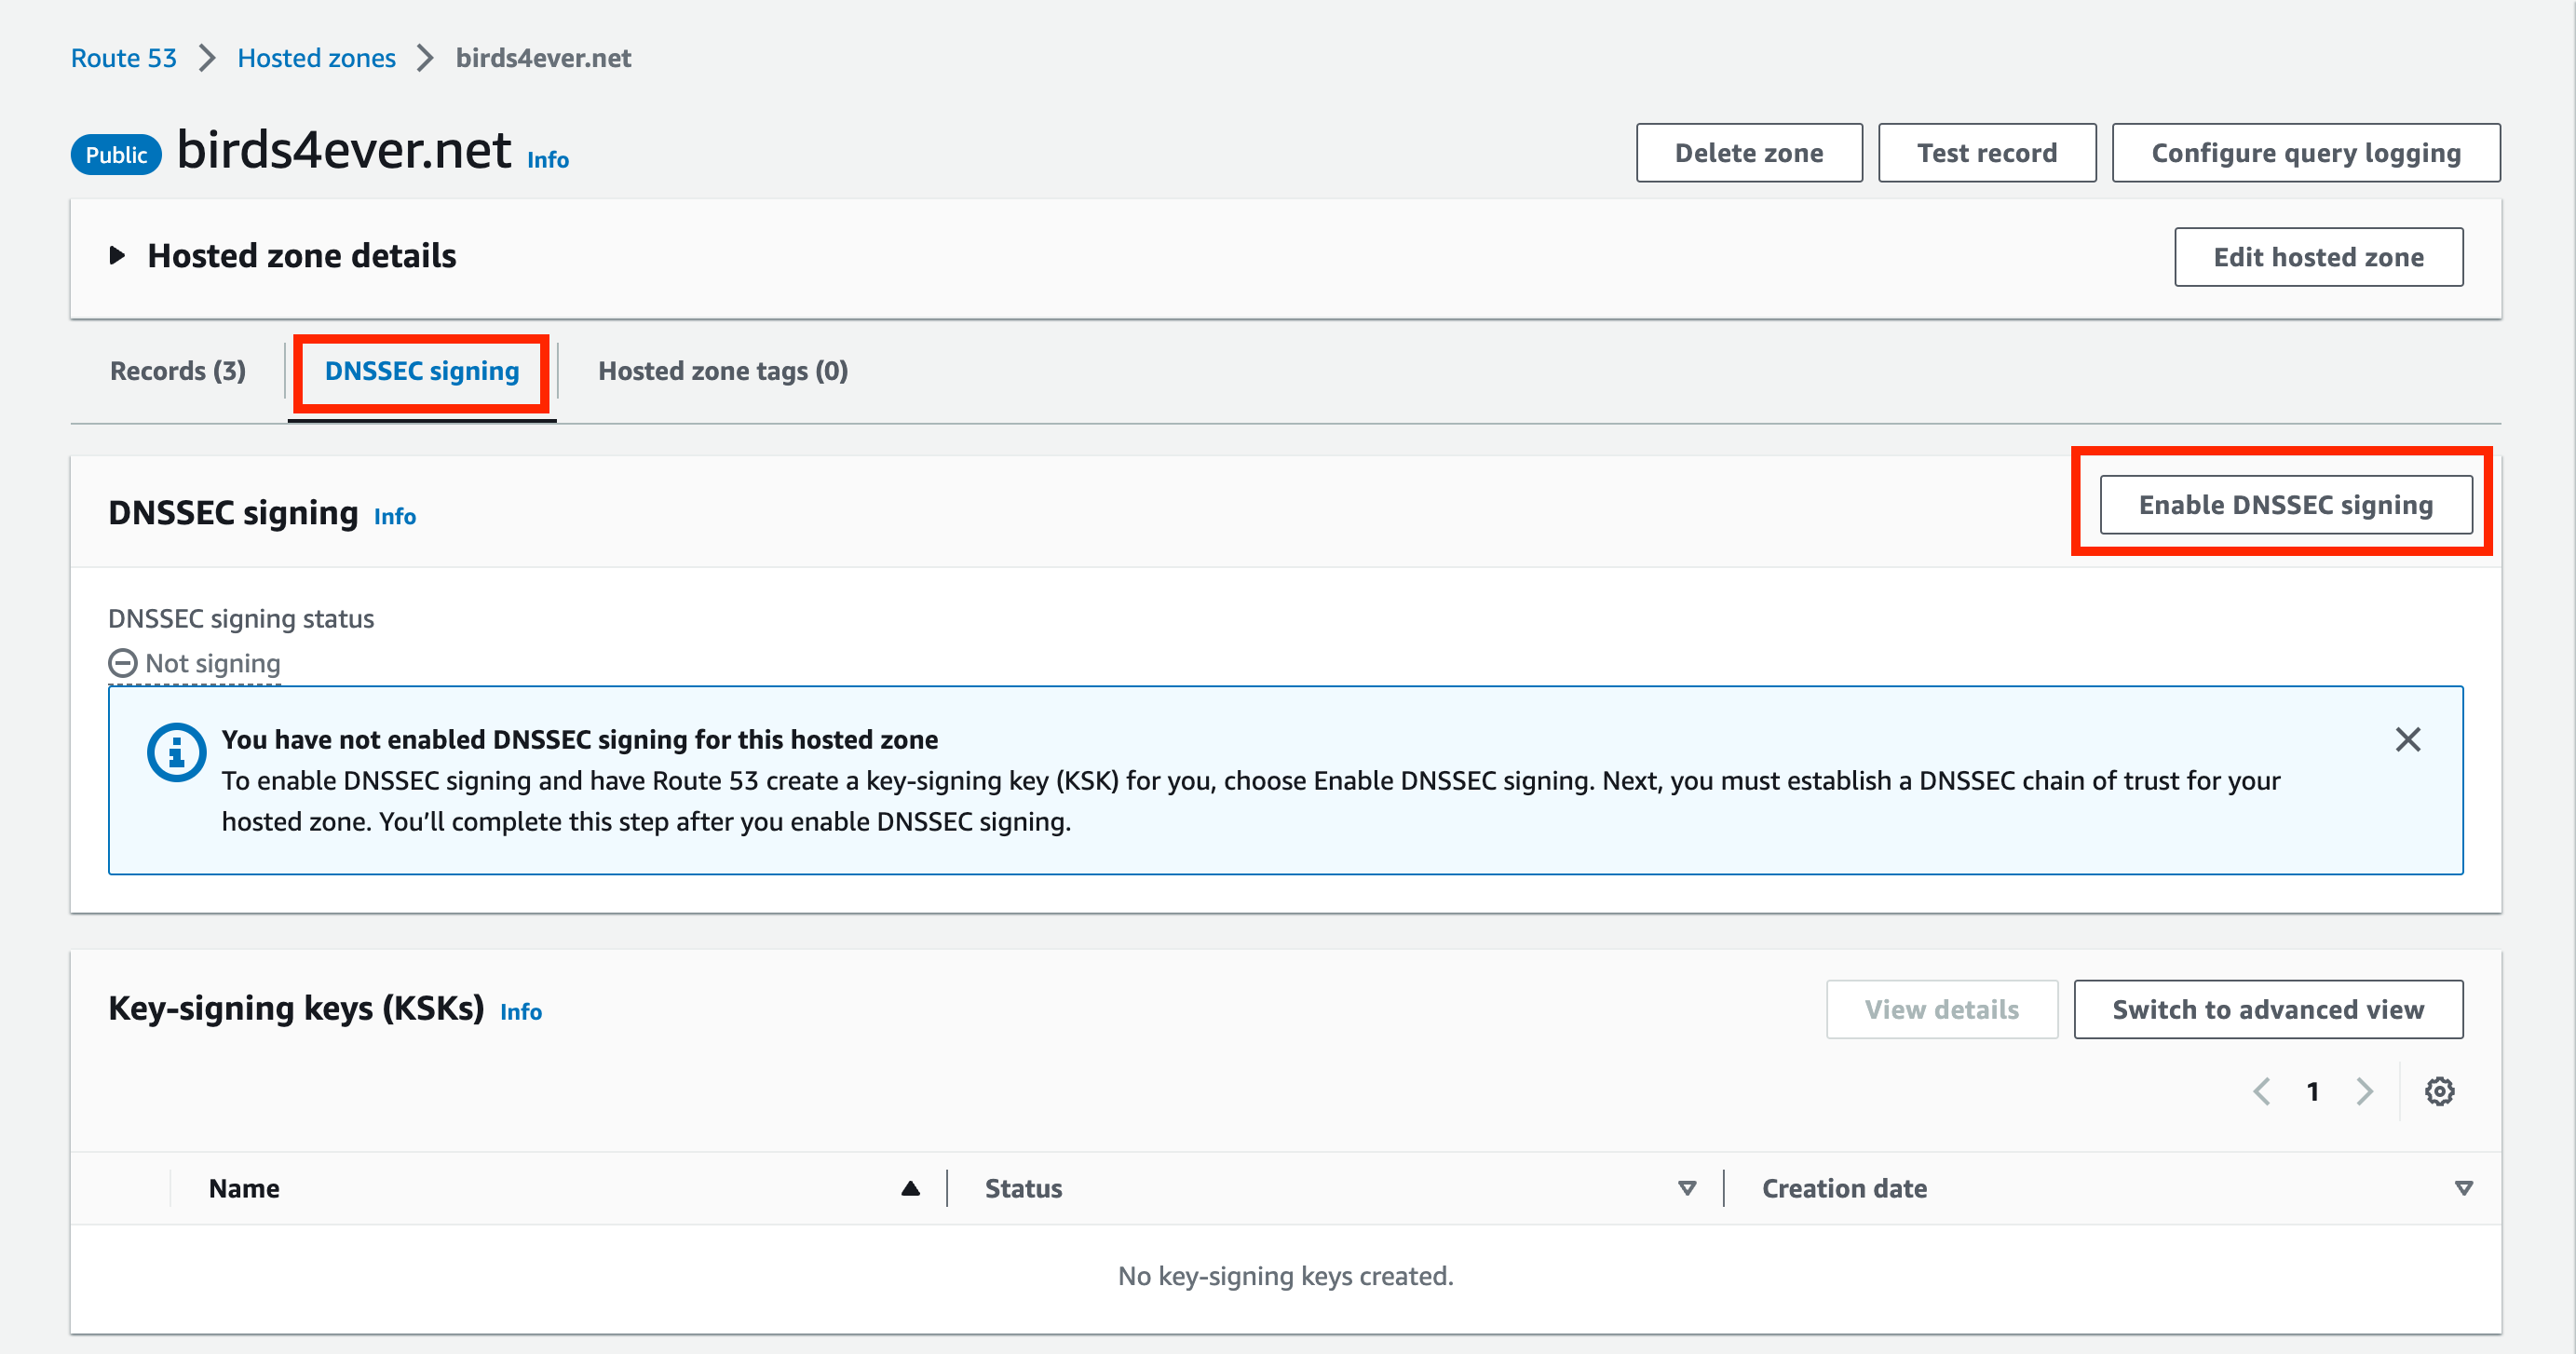 Route 53 Hosted zones birds4ever.net
Public birds4ever.net Info
Delete zone Test record Configure query logging
Hosted zone details
Edit hosted zone
Records (3) DNSSEC signing Hosted zone tags (0)
DNSSEC signing Info
Enable DNSSEC signing
DNSSEC signing status
Not signing
You have not enabled DNSSEC signing for this hosted zone
To enable DNSSEC signing and have Route 53 create a key-signing key (KSK) for you, choose Enable DNSSEC signing. Next, you must establish a DNSSEC chain of trust for your
hosted zone. You’ll complete this step after you enable DNSSEC signing.
Key-signing keys (KSKs) Info
View details Switch to advanced view
1
Name Status Creation date
No key-signing keys created.